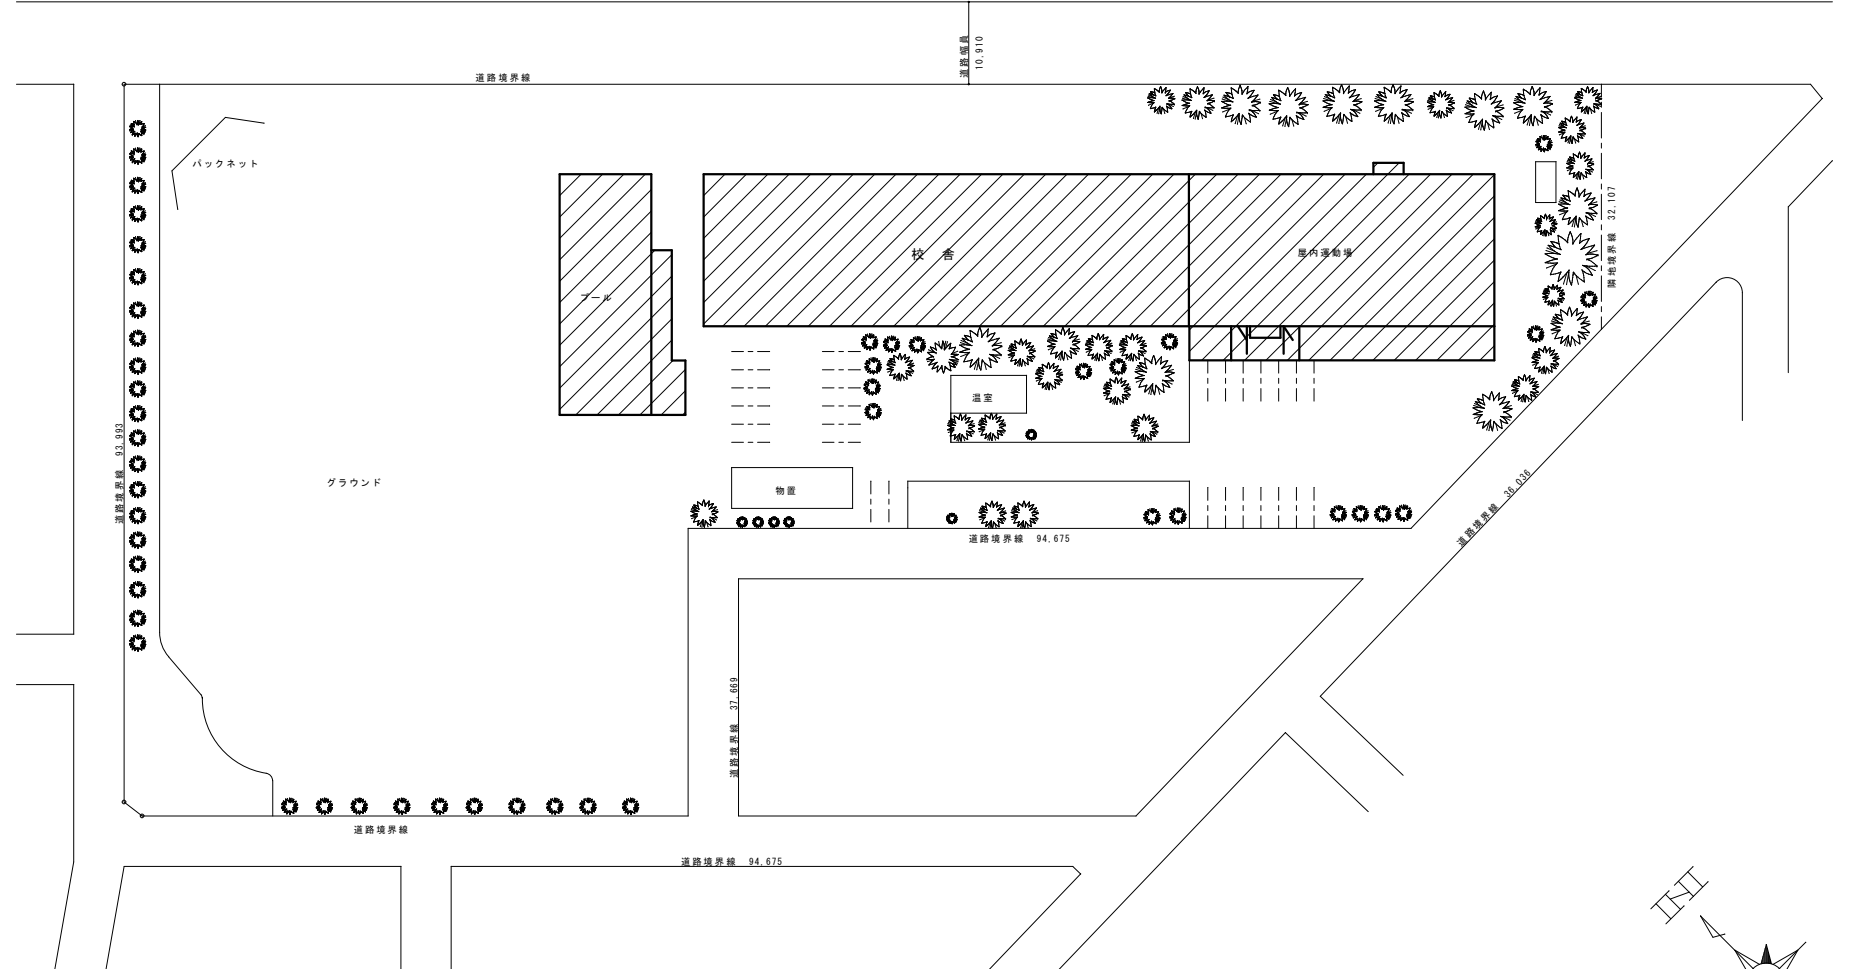 道路幅員
10,910
道路境界線
バックネット
隣地境界線 32.107
校 舎
屋内運動場
プール
温室
道路境界線 93.993
グラウンド
物置
道路境界線 36.036
道路境界線 94.675
道路境界線 37.669
道路境界線
道路境界線 94.675
N